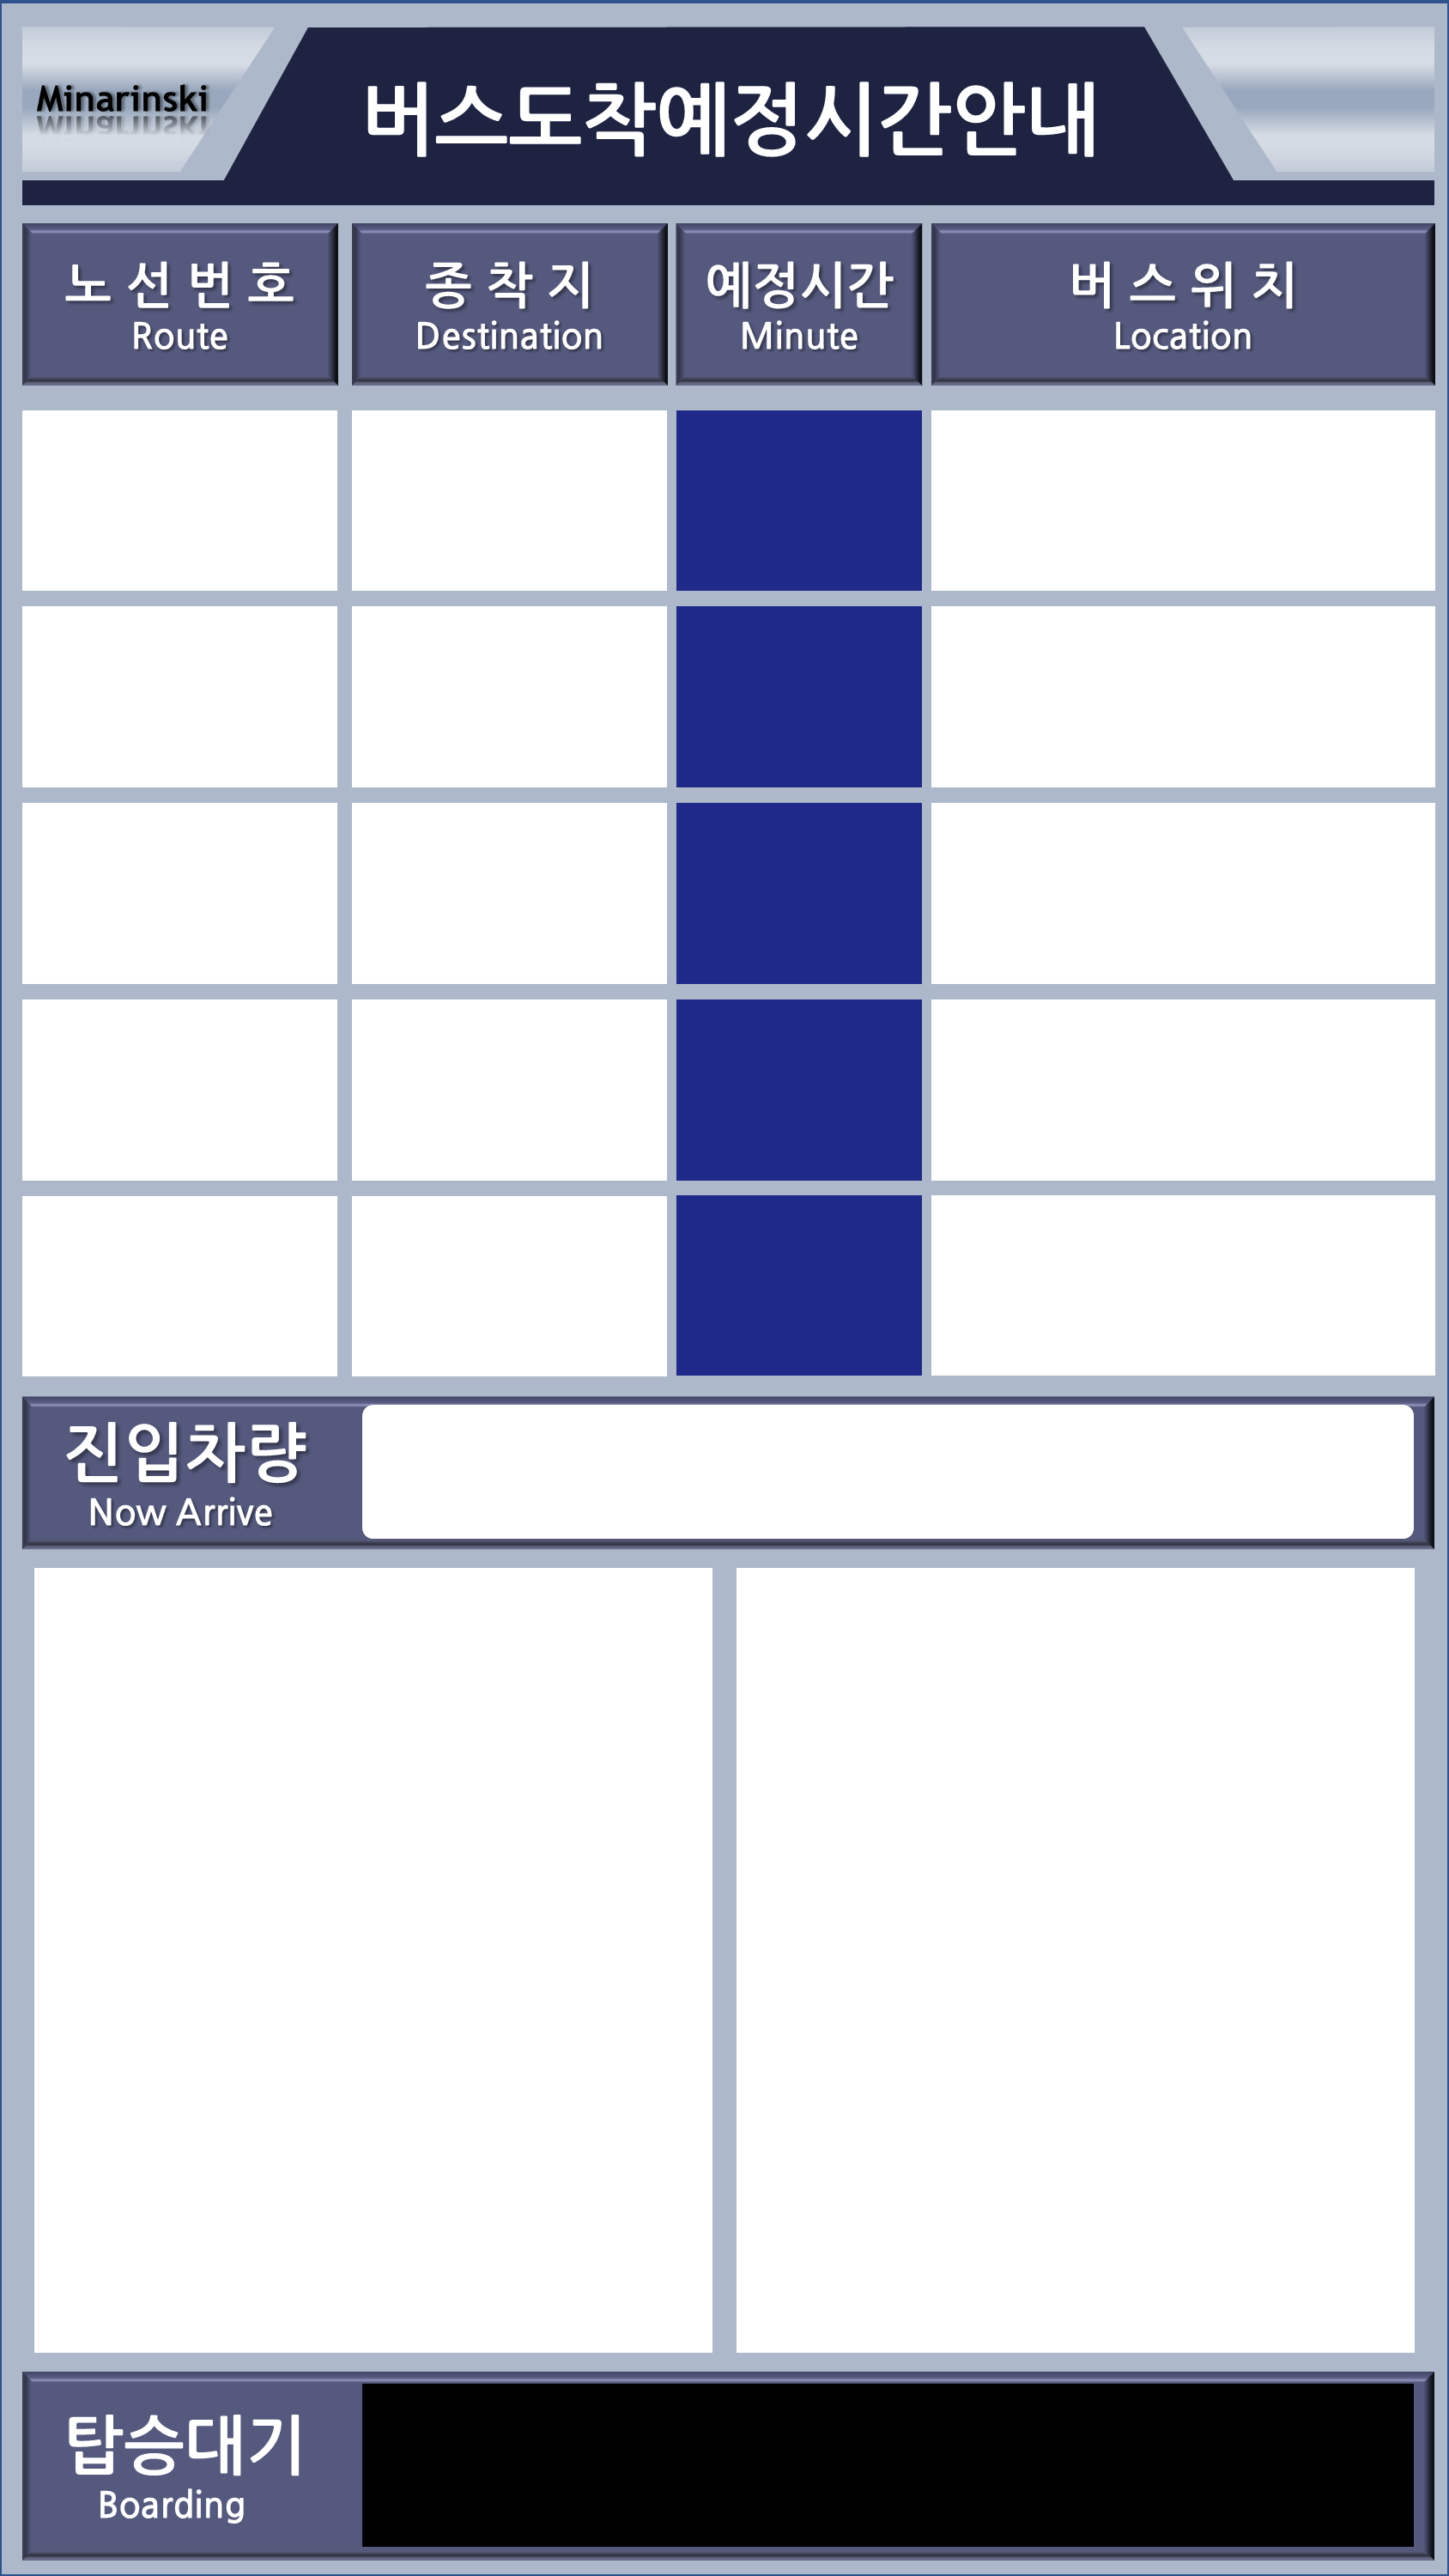 Minarinski
버스도착예정시간안내
노 선 번 호
Route
종 착 지
Destination
예정시간
Minute
버 스 위 치
Location
진입차량
Now Arrive
탑승대기
Boarding